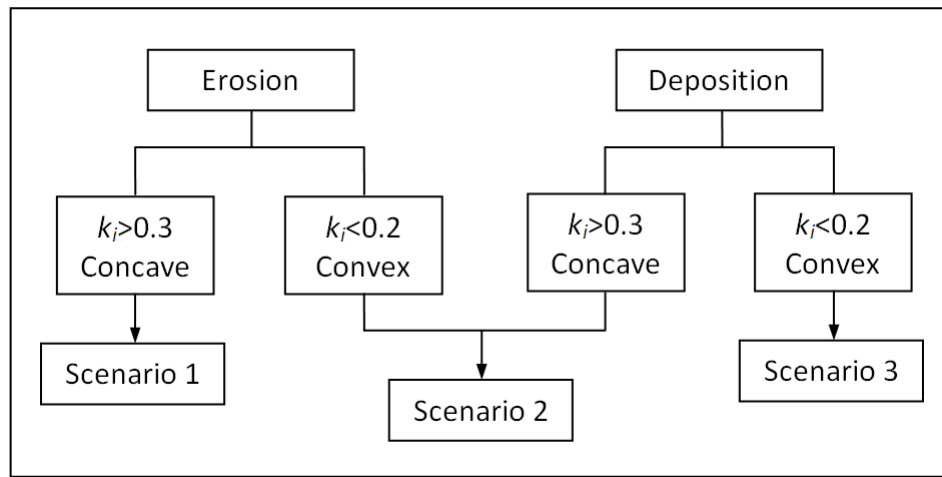 Erosion
Deposition
kᵢ>0.3
Concave
kᵢ<0.2
Convex
kᵢ>0.3
Concave
kᵢ<0.2
Convex
Scenario 1
Scenario 2
Scenario 3